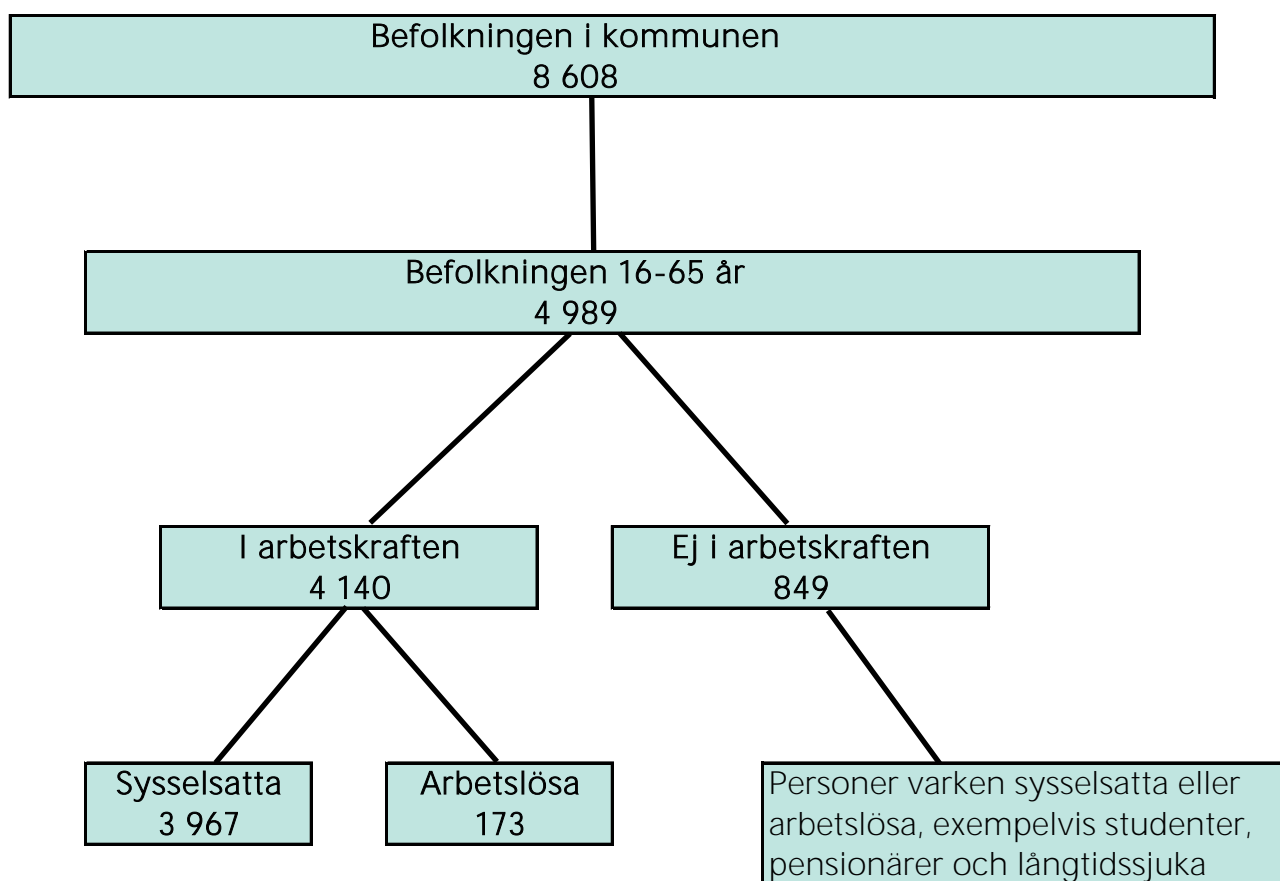 Befolkningen i kommunen
8 608
Befolkningen 16-65 år
4 989
I arbetskraften
4 140
Ej i arbetskraften
849
Sysselsatta
3 967
Arbetslösa
173
Personer varken sysselsatta eller
arbetslösa, exempelvis studenter,
pensionärer och långtidssjuka